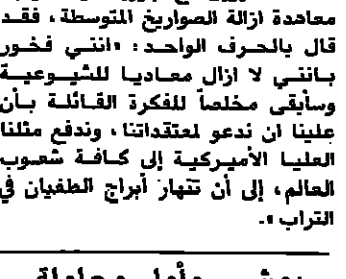 معاهدة ازالة الصواريخ المتوسطة، فقد
قال بالحرف الواحد: «انني فخور
بانني لا ازال معاديا للشيوعية
وسأبقى مخلصاً للفكرة القائلة بأن
علينا ان ندعو لمعتقداتنا، وندفع مثلنا
العليا الأميركية إلى كافة شعوب
العالم، إلى أن تنهار أبراج الطغيان في
التراب».